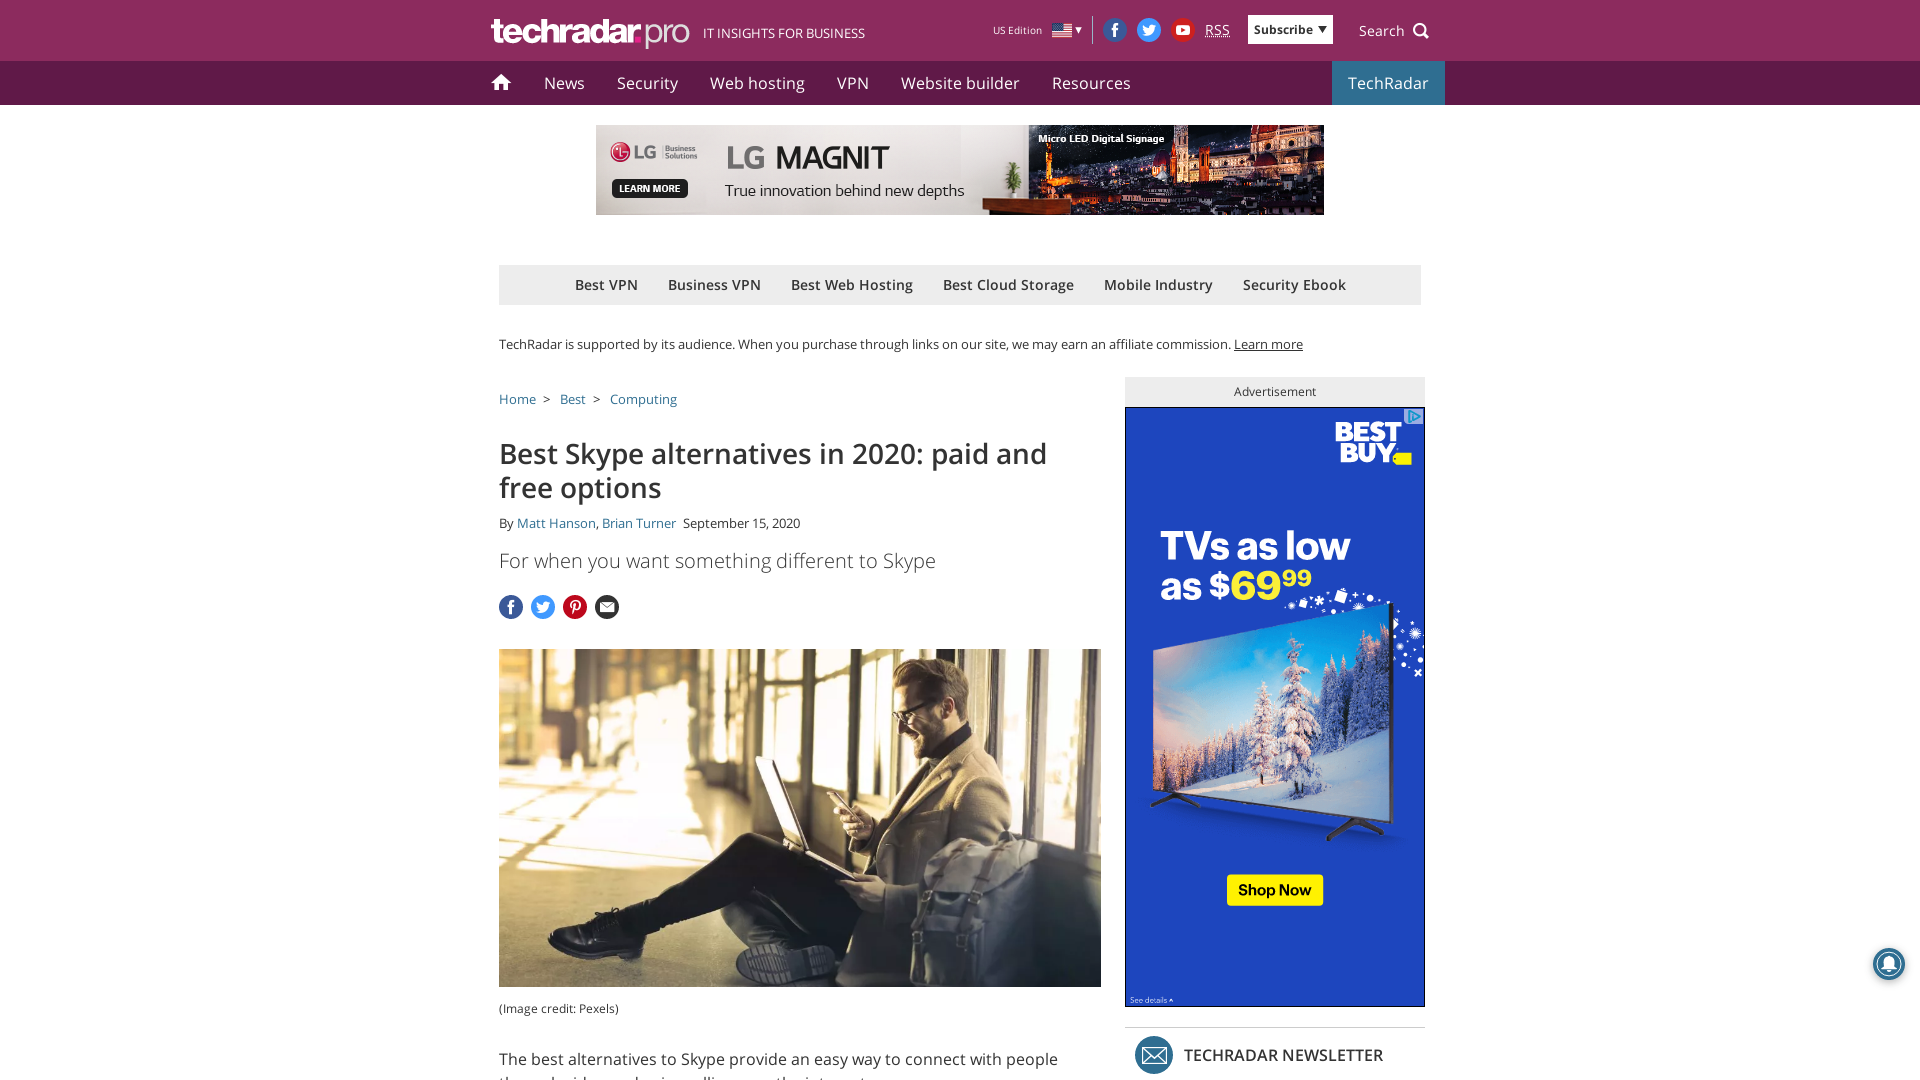 techradar.pro IT INSIGHTS FOR BUSINESS
US Edition ▼
RSS
Subscribe ▼
Search
News Security Web hosting VPN Website builder Resources TechRadar
LG Business Solutions
LEARN MORE
LG MAGNIT
True innovation behind new depths
Micro LED Digital Signage
Best VPN Business VPN Best Web Hosting Best Cloud Storage Mobile Industry Security Ebook
TechRadar is supported by its audience. When you purchase through links on our site, we may earn an affiliate commission. Learn more
Home > Best > Computing
Best Skype alternatives in 2020: paid and
free options
By Matt Hanson, Brian Turner September 15, 2020
For when you want something different to Skype
(Image credit: Pexels)
The best alternatives to Skype provide an easy way to connect with people
Advertisement
BEST
BUY
TVs as low
as $6999
Shop Now
See details
TECHRADAR NEWSLETTER